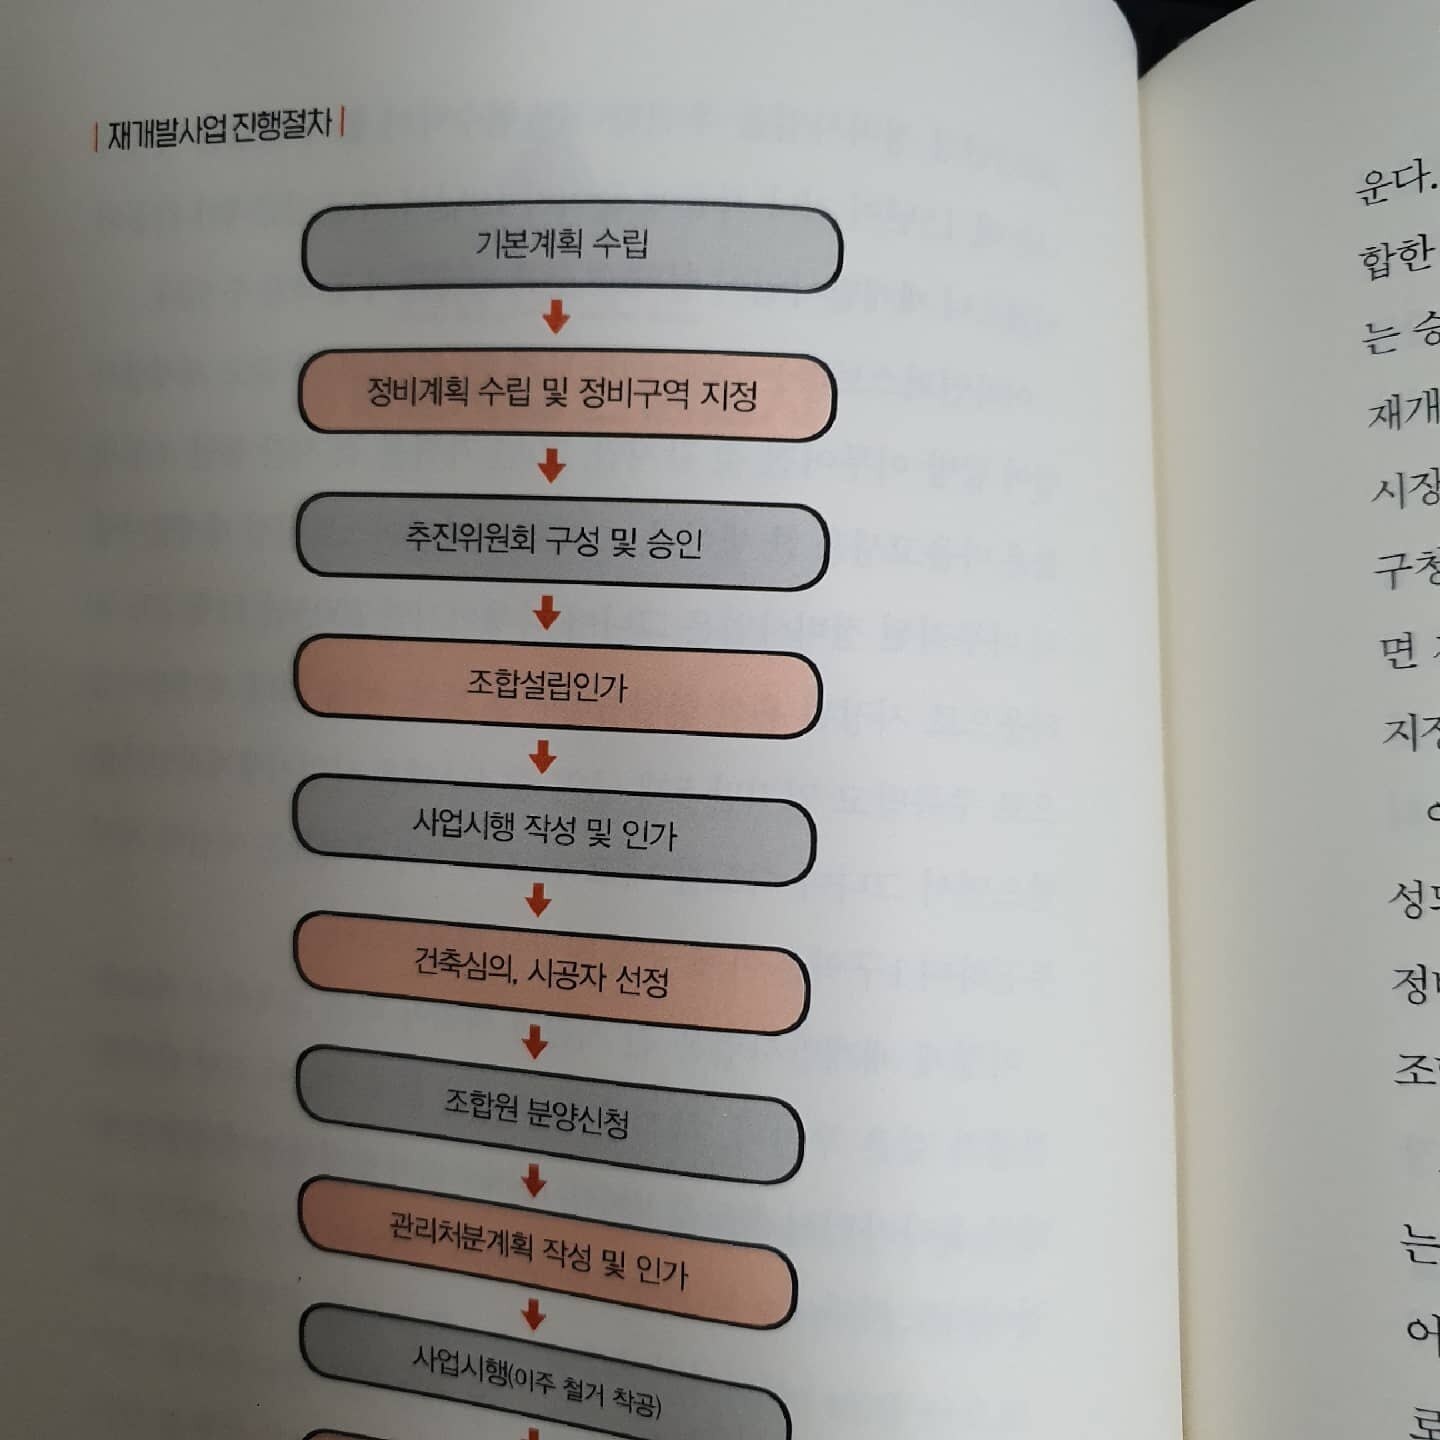 재개발사업 진행절차
기본계획 수립
정비계획 수립 및 정비구역 지정
추진위원회 구성 및 승인
조합설립인가
사업시행 작성 및 인가
건축심의, 시공자 선정
조합원 분양신청
관리처분계획 작성 및 인가
사업시행(이주 철거 착공)
운다.
합한
는
재개
시장
면
지정
성도
는
어
로